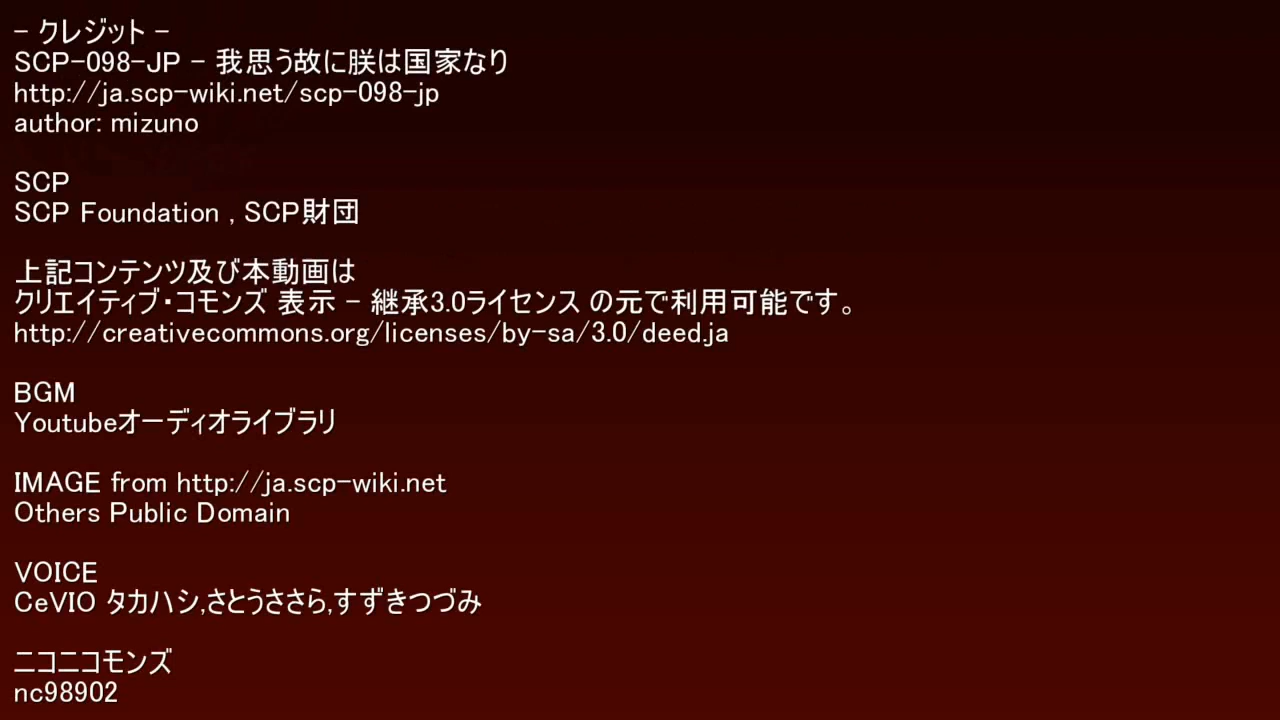 - クレジット -
SCP-098-JP - 我思う故に朕は国家なり
http://ja.scp-wiki.net/scp-098-jp
author: mizuno
SCP
SCP Foundation , SCP財団
上記コンテンツ及び本動画は
クリエイティブ・コモンズ 表示 - 継承3.0ライセンス の元で利用可能です。
http://creativecommons.org/licenses/by-sa/3.0/deed.ja
BGM
Youtubeオーディオライブラリ
IMAGE from http://ja.scp-wiki.net
Others Public Domain
VOICE
CeVIO タカハシ,さとうささら,すずきつづみ
ニコニコモンズ
nc98902